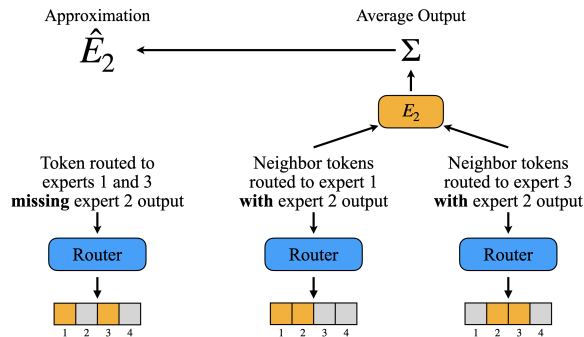 Approximation
Average Output
Ê₂
Σ
E₂
Token routed to
experts 1 and 3
missing expert 2 output
Neighbor tokens
routed to expert 1
with expert 2 output
Neighbor tokens
routed to expert 3
with expert 2 output
Router
Router
Router
1 2 3 4
1 2 3 4
1 2 3 4